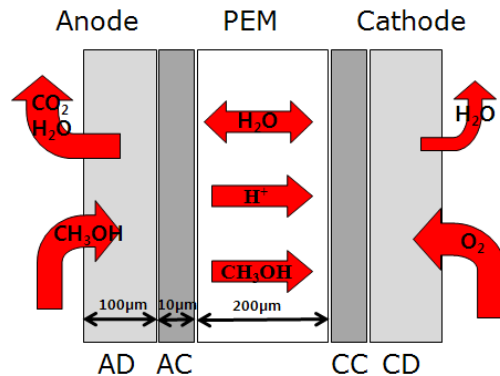 Anode PEM Cathode
CO₂
H₂O
H₂O
H₂O
H⁺
CH₃OH
O₂
CH₃OH
100μm 10μm 200μm
AD AC CC CD